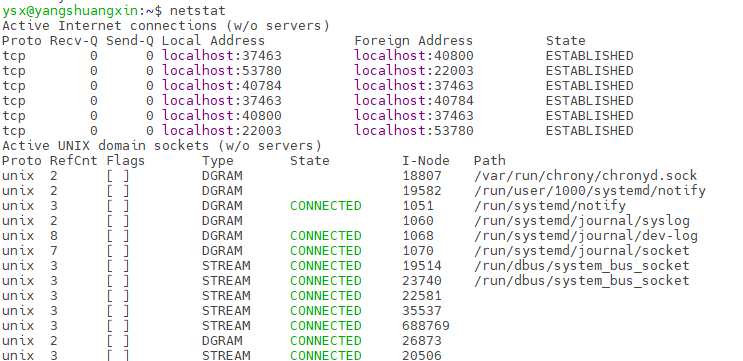 ysx@yangshuangxin:~$ netstat
Active Internet connections (w/o servers)
Proto Recv-Q Send-Q Local Address           Foreign Address         State
tcp        0      0 localhost:37463         localhost:40800         ESTABLISHED
tcp        0      0 localhost:53780         localhost:22003         ESTABLISHED
tcp        0      0 localhost:40784         localhost:37463         ESTABLISHED
tcp        0      0 localhost:37463         localhost:40784         ESTABLISHED
tcp        0      0 localhost:40800         localhost:37463         ESTABLISHED
tcp        0      0 localhost:22003         localhost:53780         ESTABLISHED
Active UNIX domain sockets (w/o servers)
Proto RefCnt Flags       Type       State         I-Node   Path
unix  2      [ ]         DGRAM                    18807    /var/run/chrony/chronyd.sock
unix  2      [ ]         DGRAM                    19582    /run/user/1000/systemd/notify
unix  3      [ ]         DGRAM      CONNECTED     1051     /run/systemd/notify
unix  2      [ ]         DGRAM                    1060     /run/systemd/journal/syslog
unix  8      [ ]         DGRAM      CONNECTED     1068     /run/systemd/journal/dev-log
unix  7      [ ]         DGRAM      CONNECTED     1070     /run/systemd/journal/socket
unix  3      [ ]         STREAM     CONNECTED     19514    /run/dbus/system_bus_socket
unix  3      [ ]         STREAM     CONNECTED     23740    /run/dbus/system_bus_socket
unix  3      [ ]         STREAM     CONNECTED     22581
unix  3      [ ]         STREAM     CONNECTED     35537
unix  3      [ ]         STREAM     CONNECTED     688769
unix  2      [ ]         DGRAM      CONNECTED     26873
unix  3      [ ]         STREAM     CONNECTED     20506